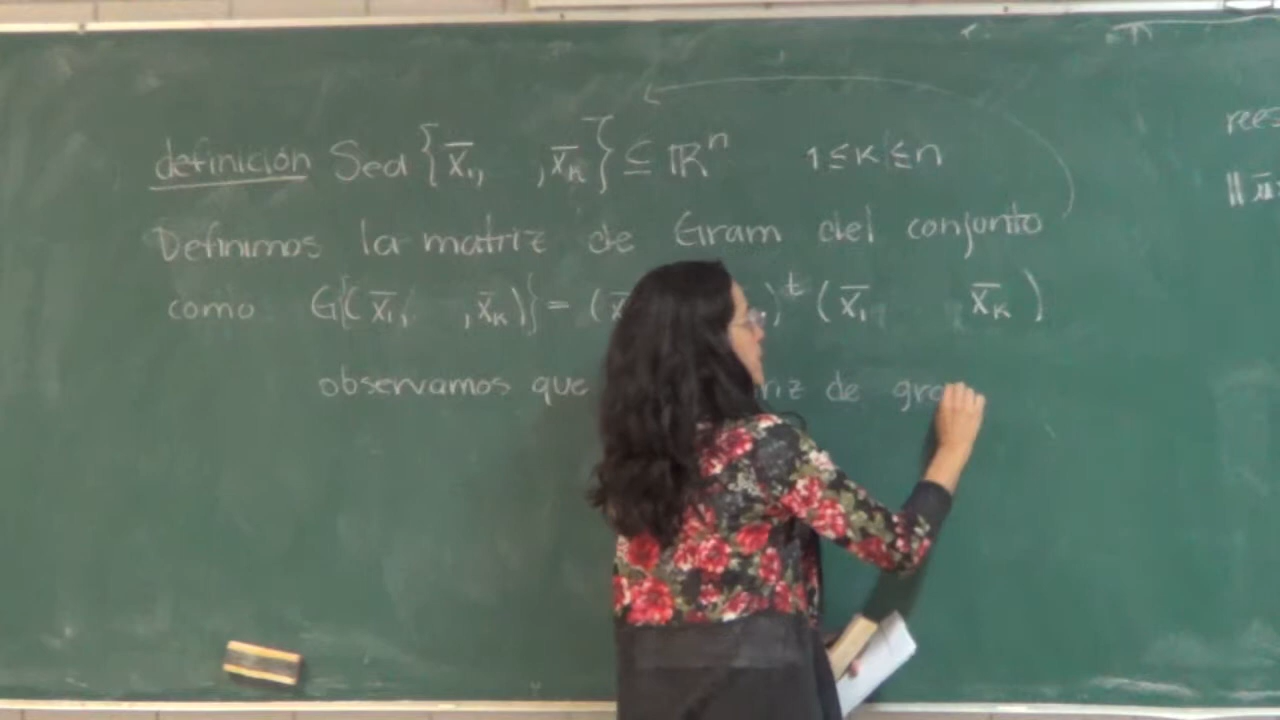 definición Sea {x̄₁, ,x̄ₖ} ⊆ ℝⁿ 1≤K≤n
Definimos la matriz de Gram del conjunto
como G{(x̄₁, ,x̄ₖ)} = (x̄ )ᵗ (x̄₁ x̄ₖ)
observamos que de gra